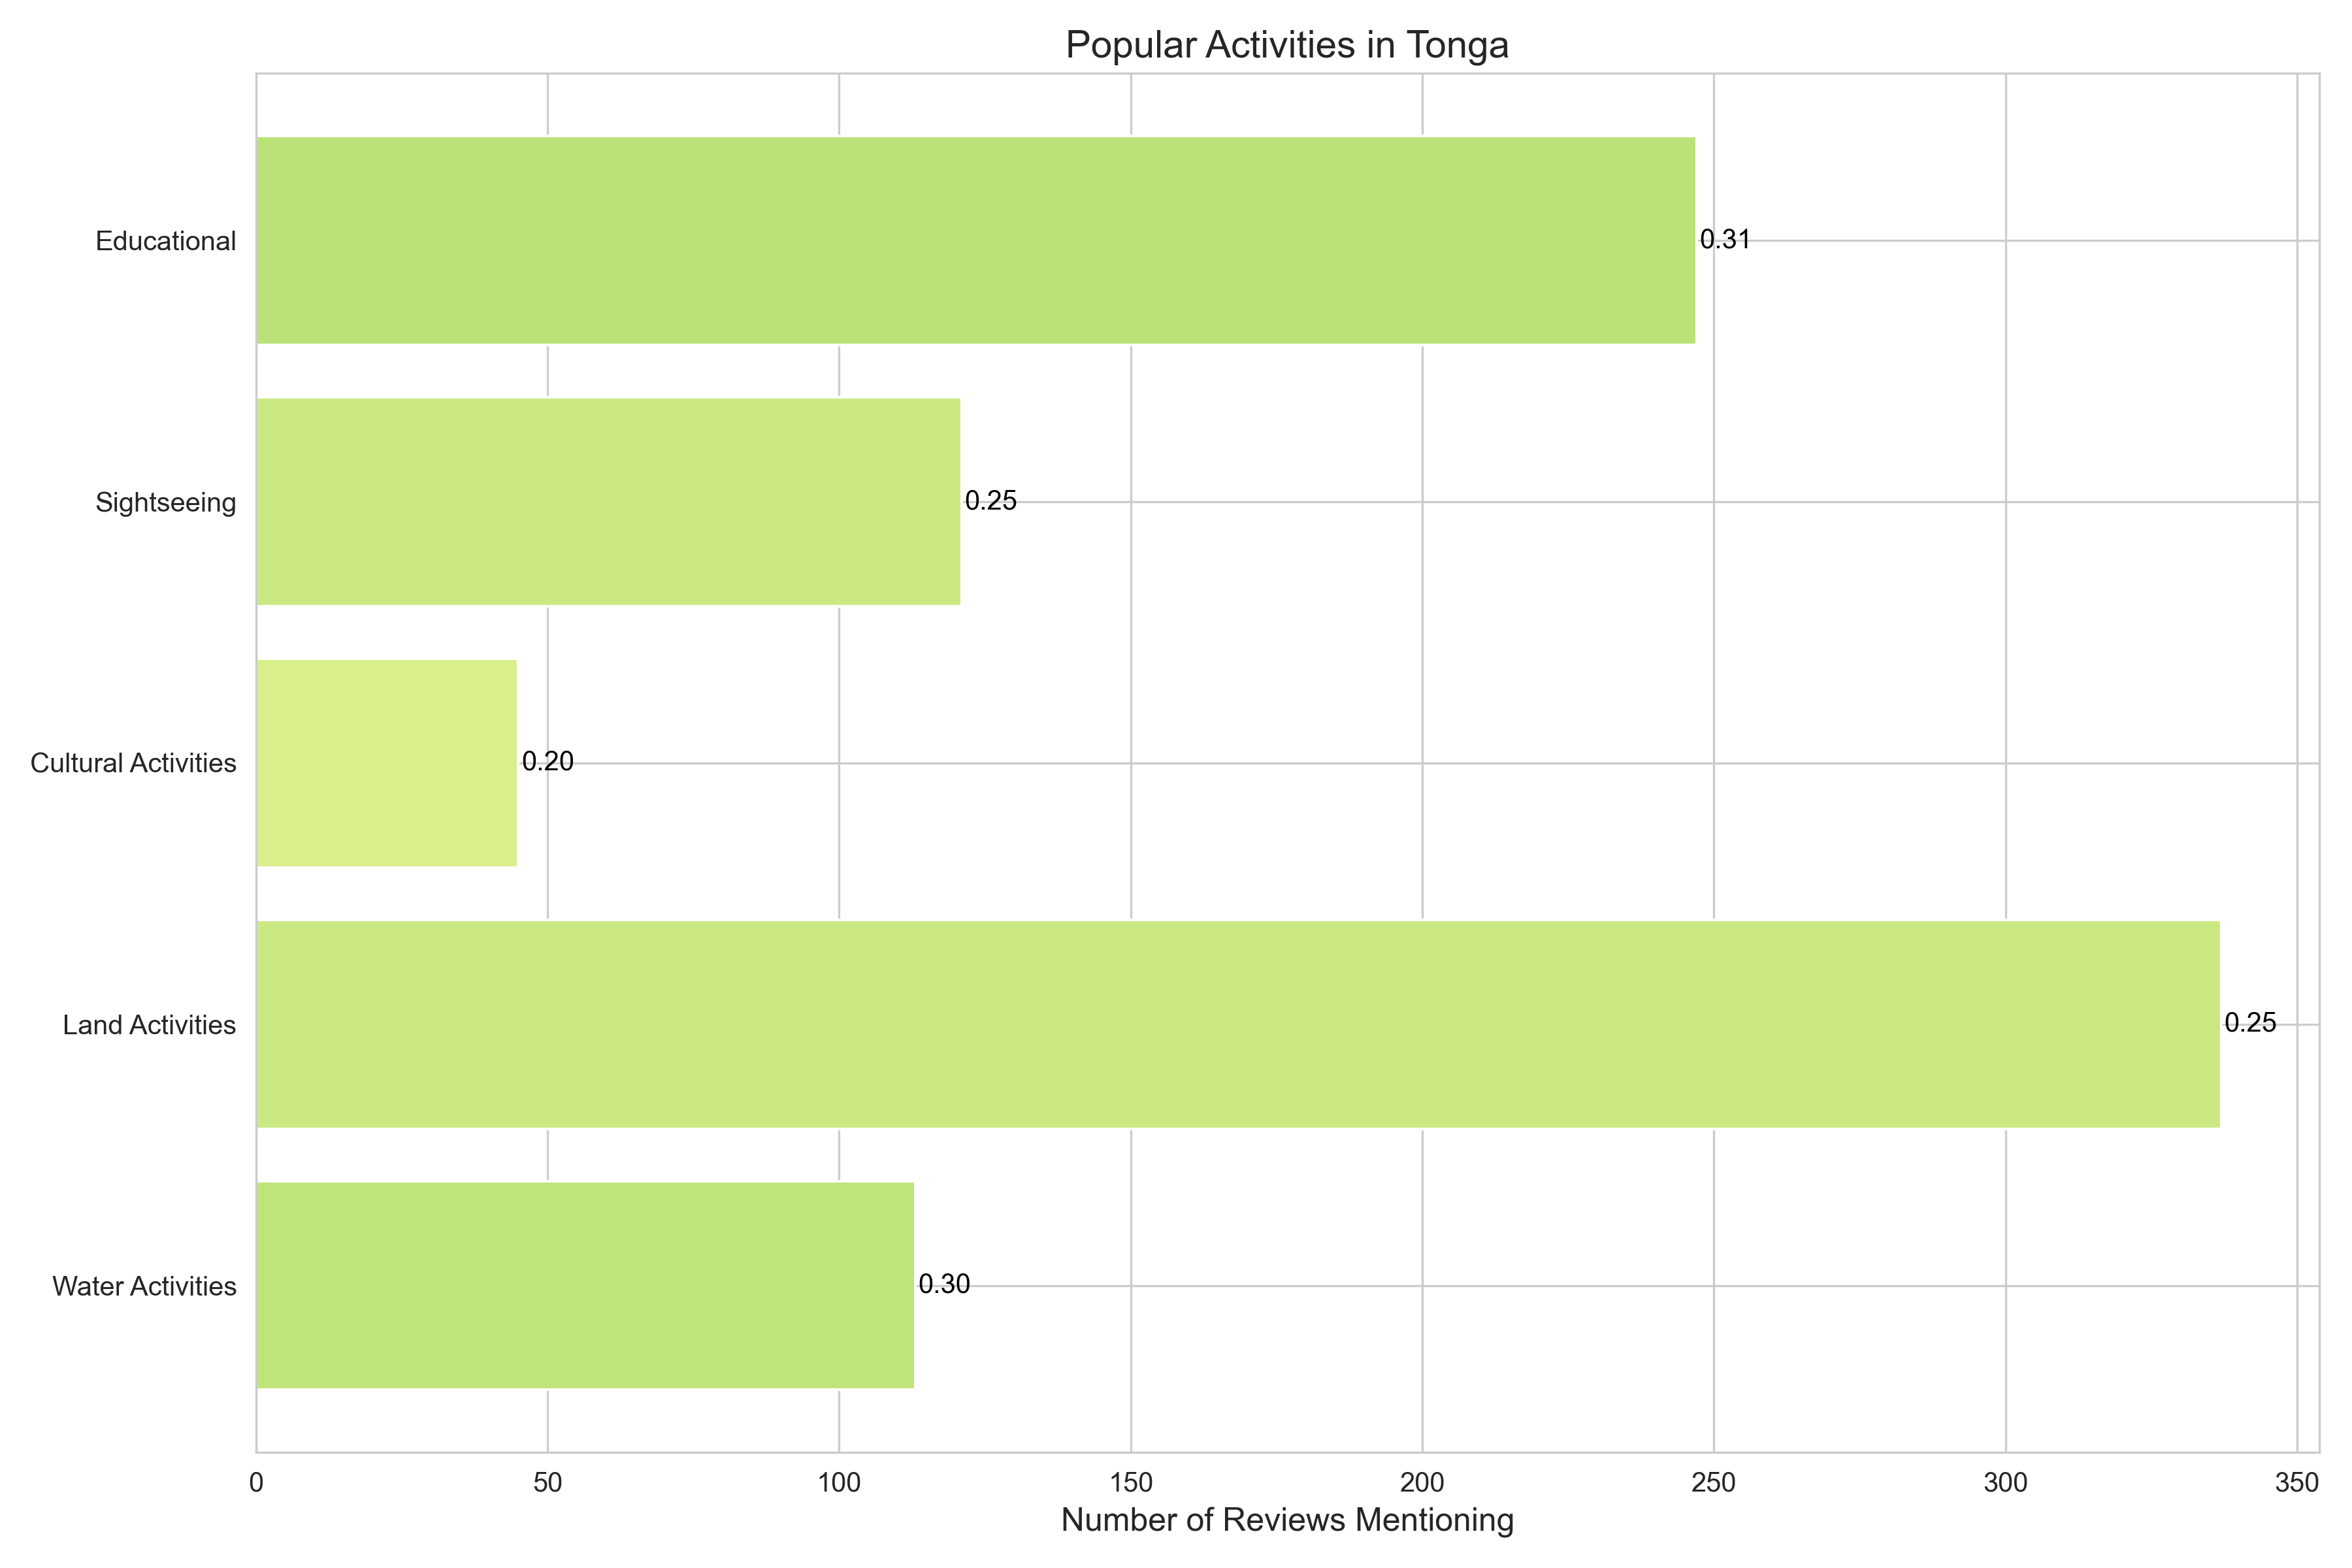 Popular Activities in Tonga
Educational
0.31
Sightseeing
0.25
Cultural Activities
0.20
Land Activities
0.25
Water Activities
0.30
0 50 100 150 200 250 300 350
Number of Reviews Mentioning